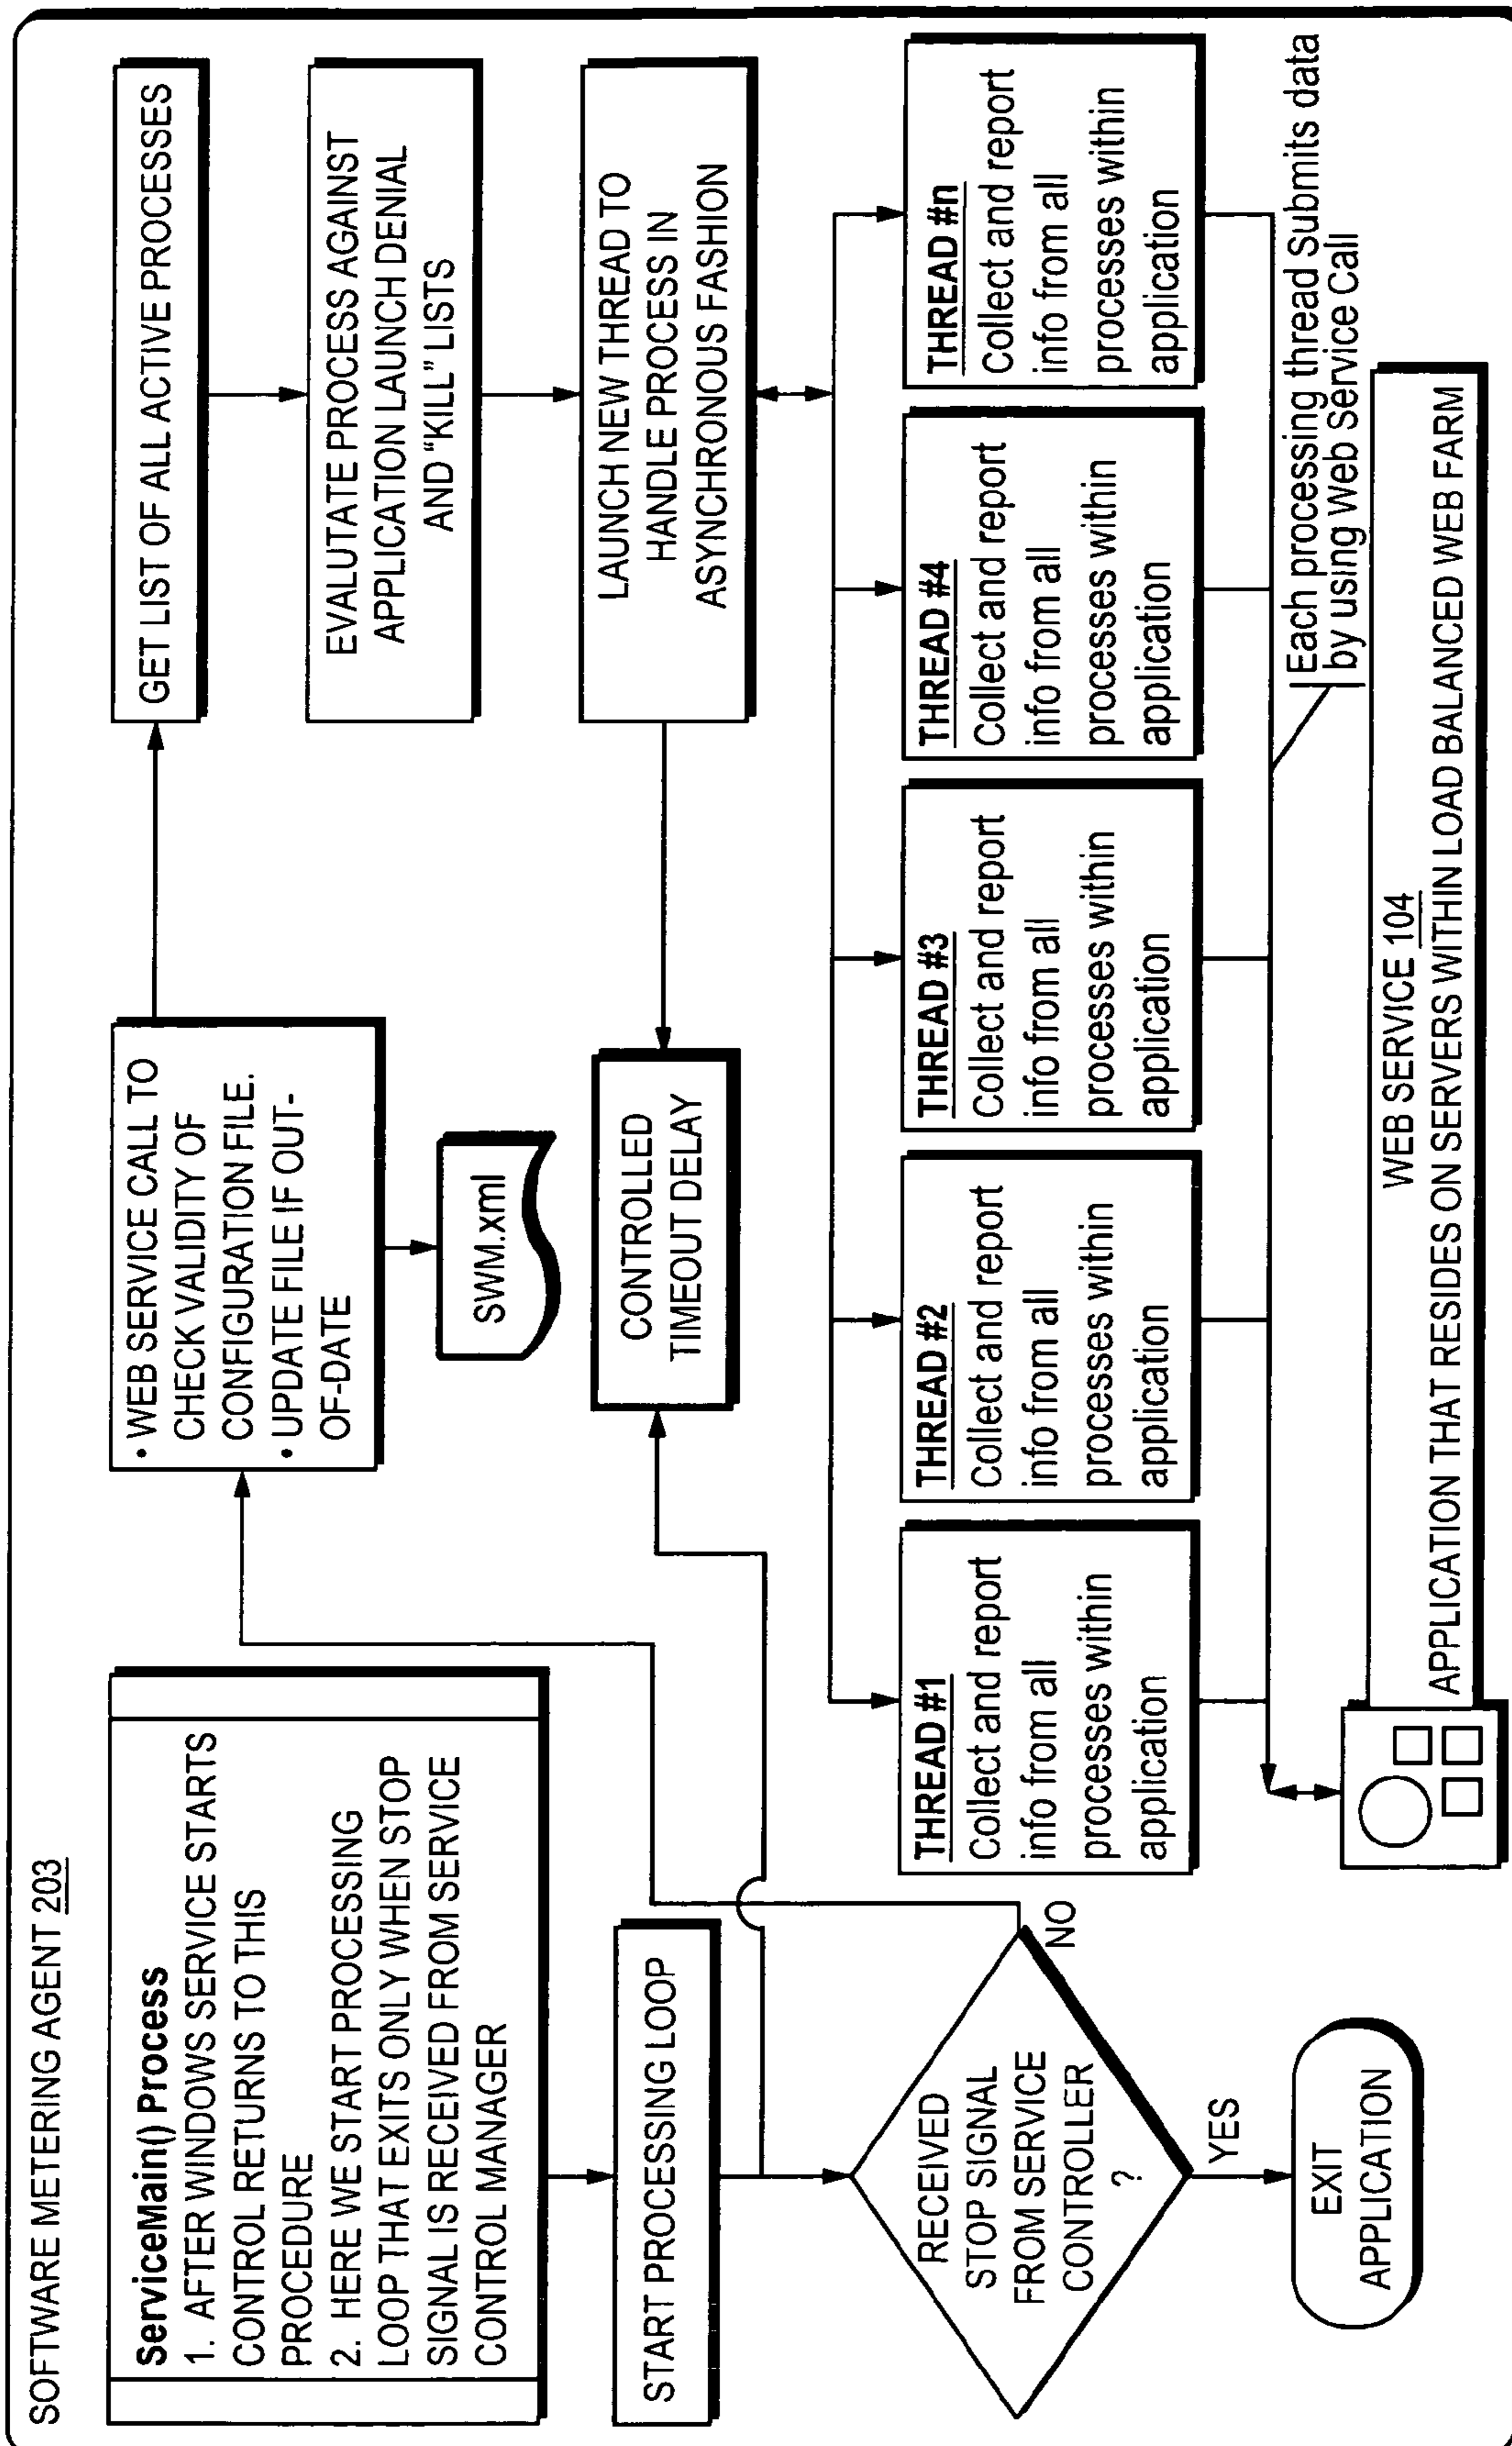 SOFTWARE METERING AGENT 203
ServiceMain() Process
1. AFTER WINDOWS SERVICE STARTS
CONTROL RETURNS TO THIS
PROCEDURE
2. HERE WE START PROCESSING
LOOP THAT EXITS ONLY WHEN STOP
SIGNAL IS RECEIVED FROM SERVICE
CONTROL MANAGER
START PROCESSING LOOP
RECEIVED
STOP SIGNAL
FROM SERVICE
CONTROLLER
?
NO
YES
EXIT
APPLICATION
• WEB SERVICE CALL TO
CHECK VALIDITY OF
CONFIGURATION FILE.
• UPDATE FILE IF OUT-
OF-DATE
SWM.xml
CONTROLLED
TIMEOUT DELAY
GET LIST OF ALL ACTIVE PROCESSES
EVALUTATE PROCESS AGAINST
APPLICATION LAUNCH DENIAL
AND "KILL" LISTS
LAUNCH NEW THREAD TO
HANDLE PROCESS IN
ASYNCHRONOUS FASHION
THREAD #1
Collect and report
info from all
processes within
application
THREAD #2
Collect and report
info from all
processes within
application
THREAD #3
Collect and report
info from all
processes within
application
THREAD #4
Collect and report
info from all
processes within
application
THREAD #n
Collect and report
info from all
processes within
application
Each processing thread Submits data
by using Web Service Call
WEB SERVICE 104
APPLICATION THAT RESIDES ON SERVERS WITHIN LOAD BALANCED WEB FARM